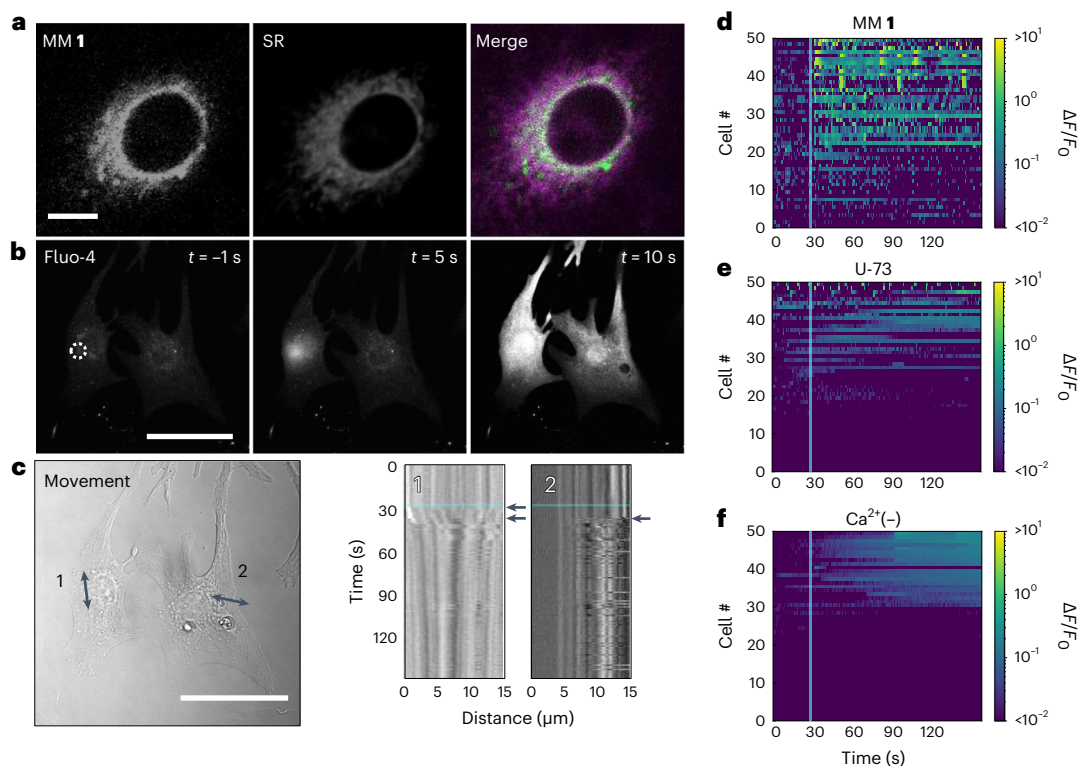 a
MM 1
SR
Merge
b
Fluo-4
t = –1 s
t = 5 s
t = 10 s
c
Movement
1
2
1
2
0
30
60
90
120
Time (s)
0 5 10 15
0 5 10 15
Distance (µm)
d
MM 1
50
40
30
20
10
0
Cell #
0 30 60 90 120
>10¹
10⁰
10⁻¹
<10⁻²
ΔF/F₀
e
U-73
50
40
30
20
10
0
Cell #
0 30 60 90 120
>10¹
10⁰
10⁻¹
<10⁻²
ΔF/F₀
f
Ca²⁺(–)
50
40
30
20
10
0
Cell #
0 30 60 90 120
Time (s)
>10¹
10⁰
10⁻¹
<10⁻²
ΔF/F₀